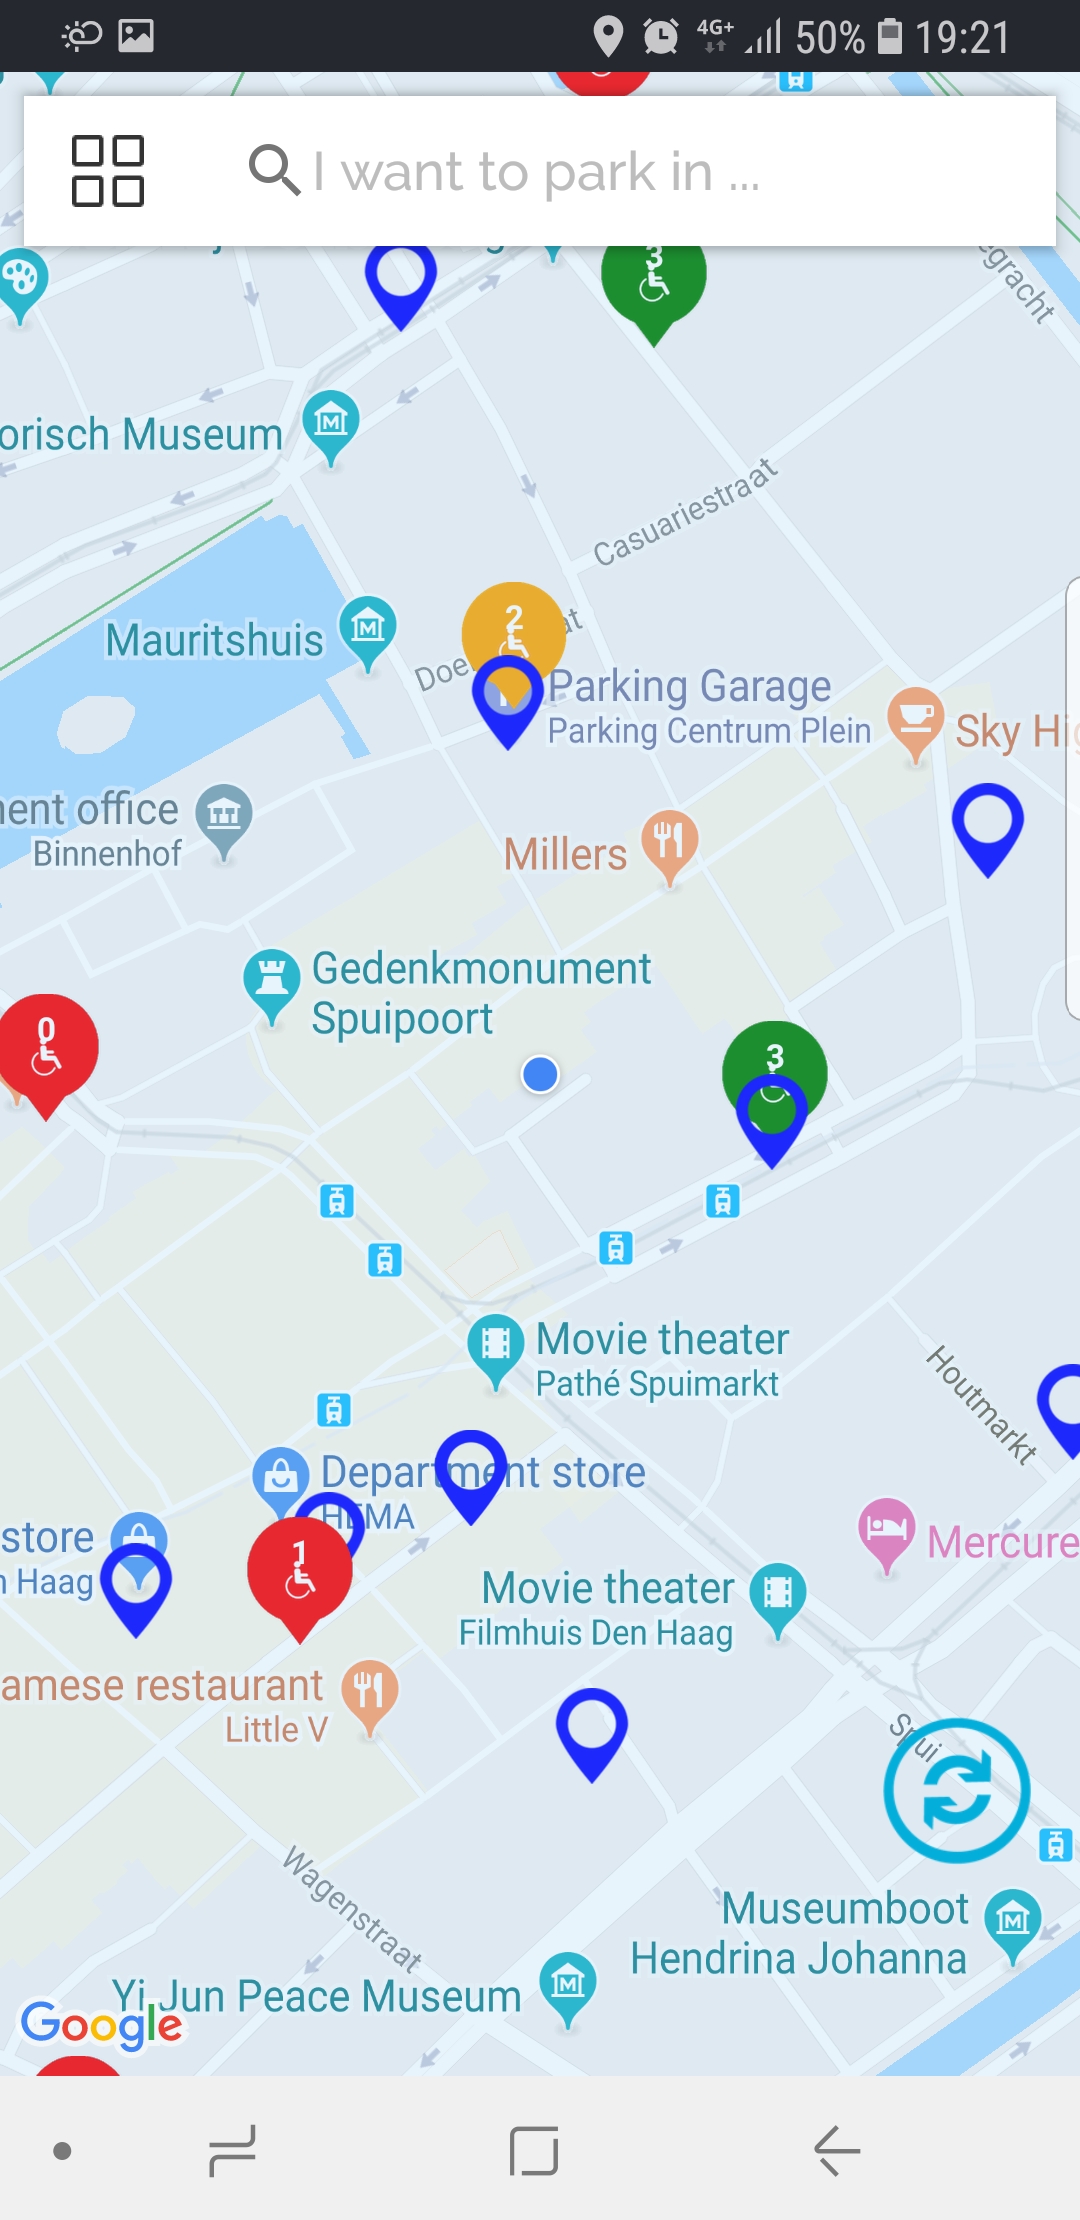 4G+ 50% 19:21
I want to park in ...
3
egracht
orisch Museum
Casuariestraat
2
Mauritshuis
Doe
at
Parking Garage
Parking Centrum Plein
Sky Hig
nent office
Binnenhof
Millers
Gedenkmonument
Spuipoort
0
3
Movie theater
Pathé Spuimarkt
Houtmarkt
Department store
HEMA
store
n Haag
1
Mercure
Movie theater
Filmhuis Den Haag
amese restaurant
Little V
Spui
Wagenstraat
Museumboot
Hendrina Johanna
Yi Jun Peace Museum
Google